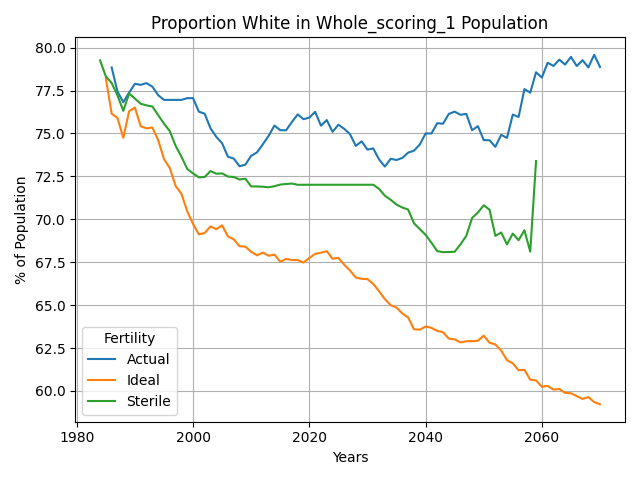 Proportion White in Whole_scoring_1 Population
% of Population
80.0
77.5
75.0
72.5
70.0
67.5
65.0
62.5
60.0
Fertility
Actual
Ideal
Sterile
1980
2000
2020
2040
2060
Years